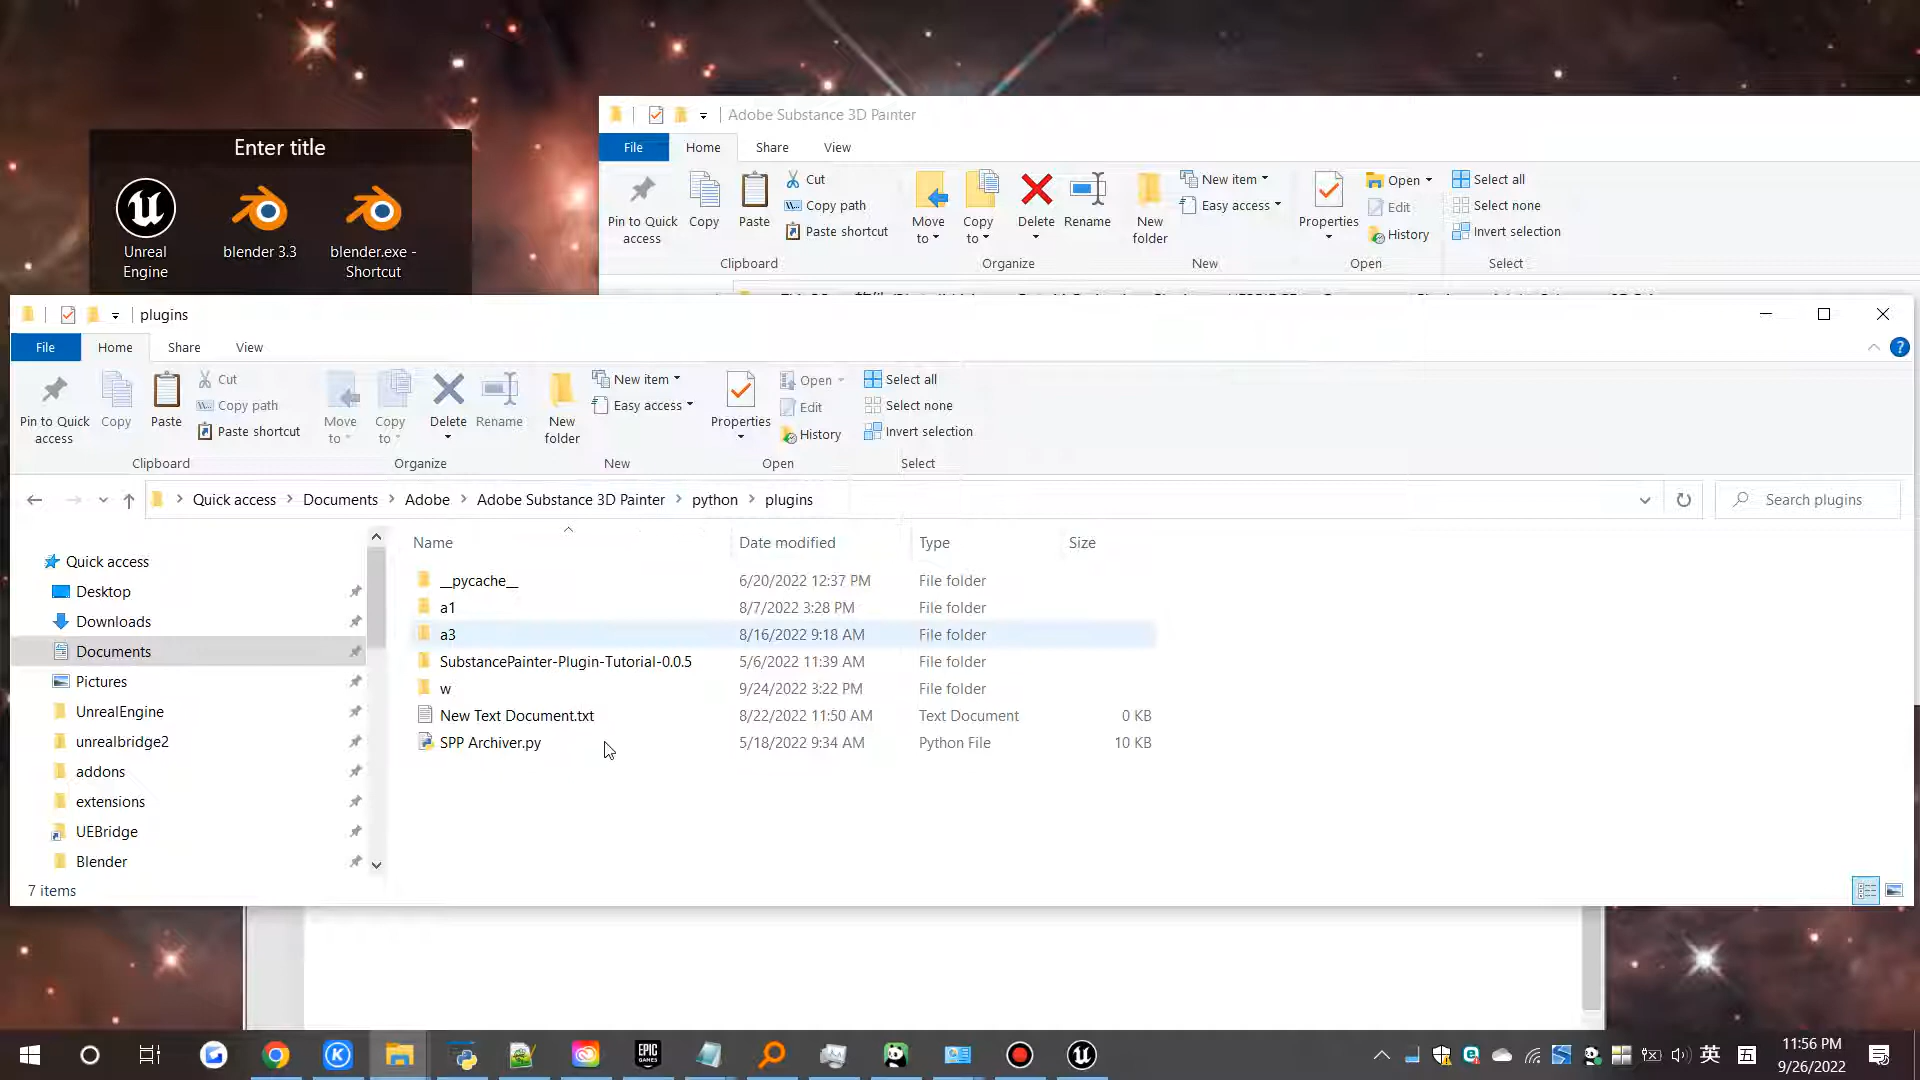 Adobe Substance 3D Painter
File Home Share View
Enter title
Unreal Engine
blender 3.3
blender.exe - Shortcut
Pin to Quick access
Copy
Paste
Cut
Copy path
Paste shortcut
Clipboard
Move to
Copy to
Delete
Rename
Organize
New folder
New item
Easy access
New
Properties
Open
Edit
History
Open
Select all
Select none
Invert selection
Select
plugins
File Home Share View
?
Pin to Quick access
Copy
Paste
Cut
Copy path
Paste shortcut
Clipboard
Move to
Copy to
Delete
Rename
Organize
New folder
New item
Easy access
New
Properties
Open
Edit
History
Open
Select all
Select none
Invert selection
Select
Quick access > Documents > Adobe > Adobe Substance 3D Painter > python > plugins
Search plugins
Quick access
Desktop
Downloads
Documents
Pictures
UnrealEngine
unrealbridge2
addons
extensions
UEBridge
Blender
Name Date modified Type Size
__pycache__ 6/20/2022 12:37 PM File folder
a1 8/7/2022 3:28 PM File folder
a3 8/16/2022 9:18 AM File folder
SubstancePainter-Plugin-Tutorial-0.0.5 5/6/2022 11:39 AM File folder
w 9/24/2022 3:22 PM File folder
New Text Document.txt 8/22/2022 11:50 AM Text Document 0 KB
SPP Archiver.py 5/18/2022 9:34 AM Python File 10 KB
7 items
EPIC GAMES
英
五
11:56 PM
9/26/2022